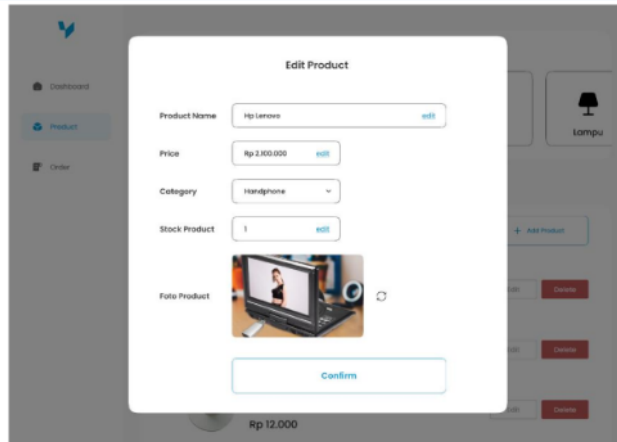 Edit Product
Dashboard
Product Name Hp Lenovo edit
Product
Price Rp 2.100.000 edit
Lampu
Order
Category Handphone
Stock Product 1 edit
+ Add Product
Foto Product
Edit Delete
Edit Delete
Confirm
Edit Delete
Rp 12.000